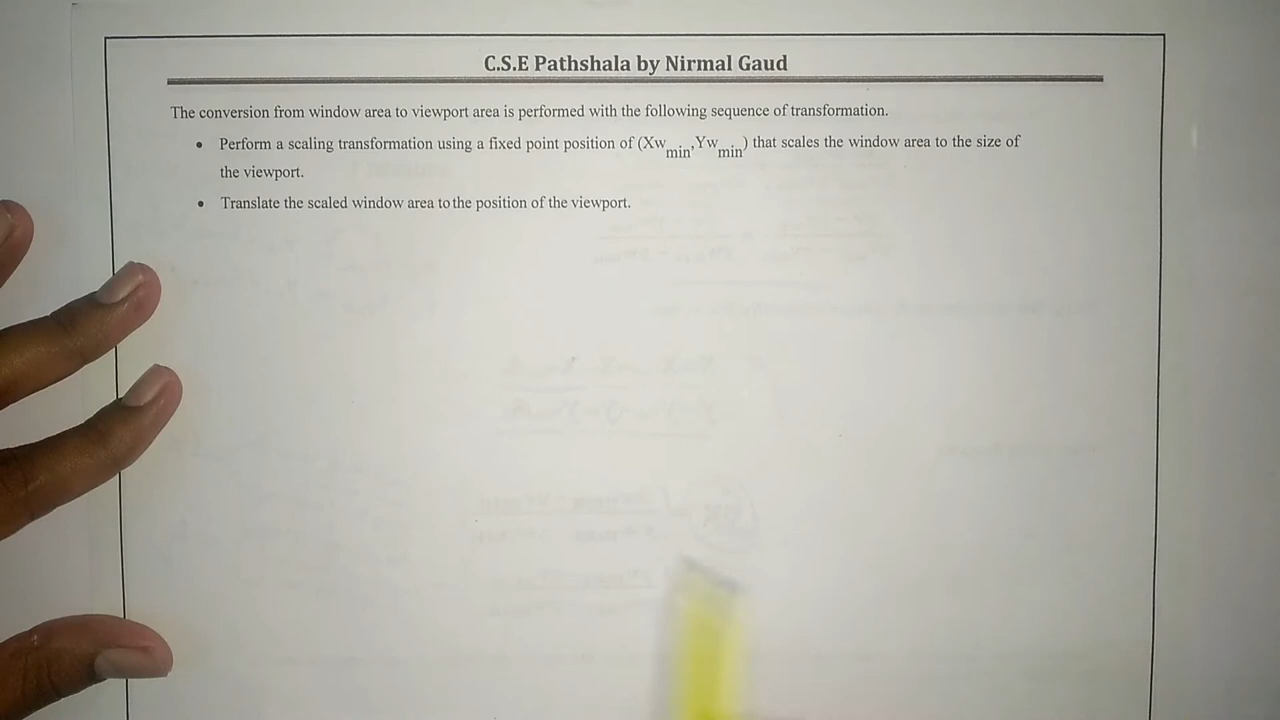 C.S.E Pathshala by Nirmal Gaud
The conversion from window area to viewport area is performed with the following sequence of transformation.
• Perform a scaling transformation using a fixed point position of (Xwmin,Ywmin) that scales the window area to the size of
the viewport.
• Translate the scaled window area to the position of the viewport.